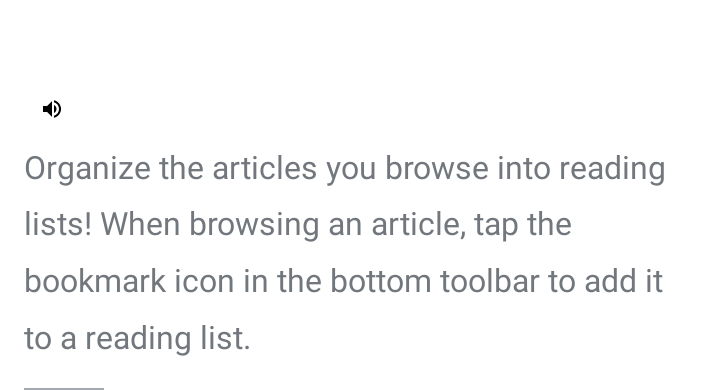 Organize the articles you browse into reading
lists! When browsing an article, tap the
bookmark icon in the bottom toolbar to add it
to a reading list.